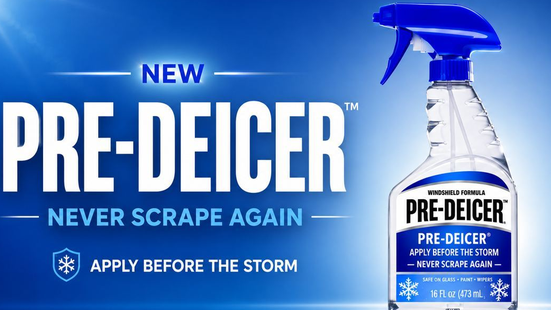 NEW
PRE-DEICER™
NEVER SCRAPE AGAIN
APPLY BEFORE THE STORM
WINDSHIELD FORMULA
PRE-DEICER™
PRE-DEICER®
APPLY BEFORE THE STORM
NEVER SCRAPE AGAIN
SAFE ON GLASS • PAINT • WIPERS
16 FL oz (473 mL)